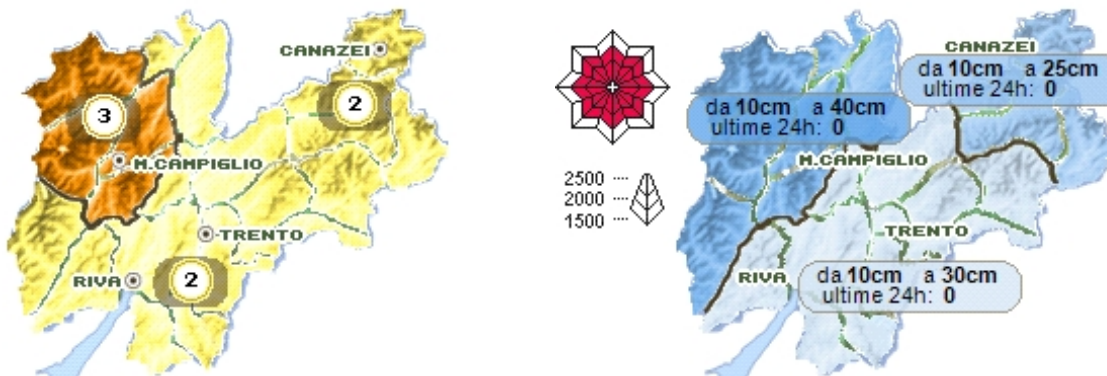 CANAZEI
2
3
M.CAMPIGLIO
TRENTO
RIVA
2
2500
2000
1500
CANAZEI
da 10cm a 25cm
ultime 24h: 0
da 10cm a 40cm
ultime 24h: 0
M.CAMPIGLIO
TRENTO
RIVA
da 10cm a 30cm
ultime 24h: 0